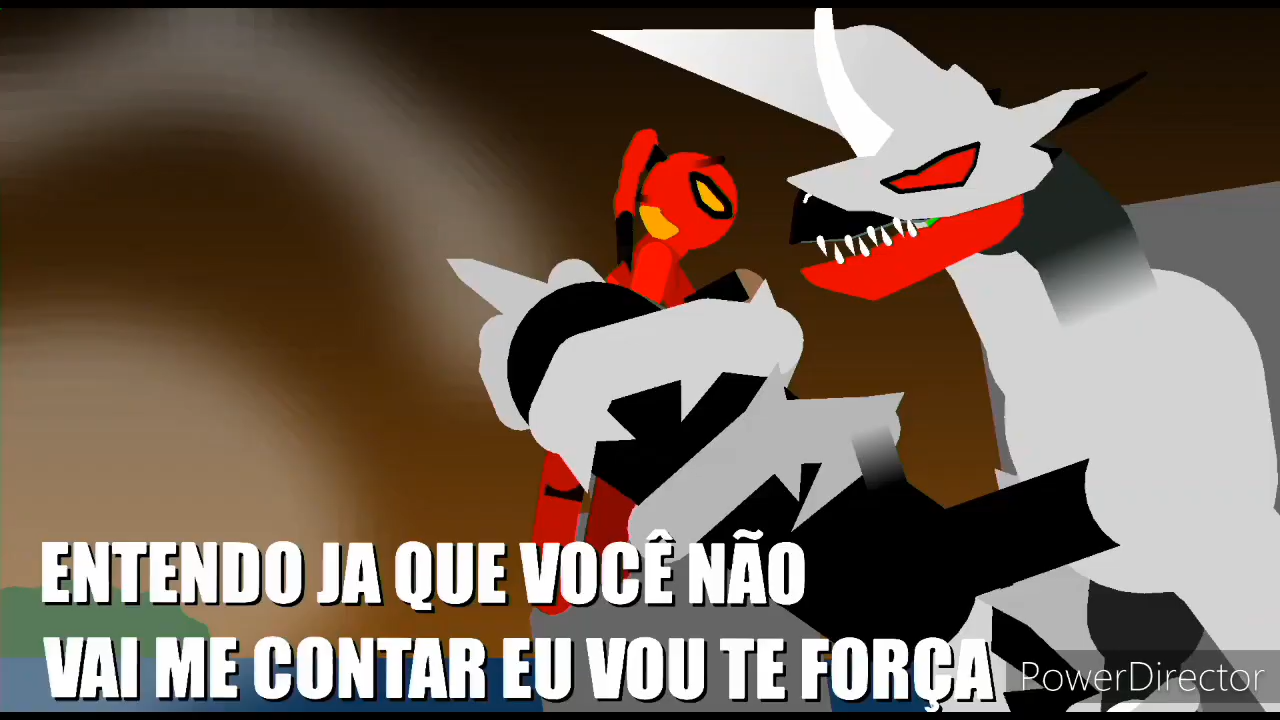 ENTENDO JA QUE VOCÊ NÃO
VAI ME CONTAR EU VOU TE FORÇA
PowerDirector